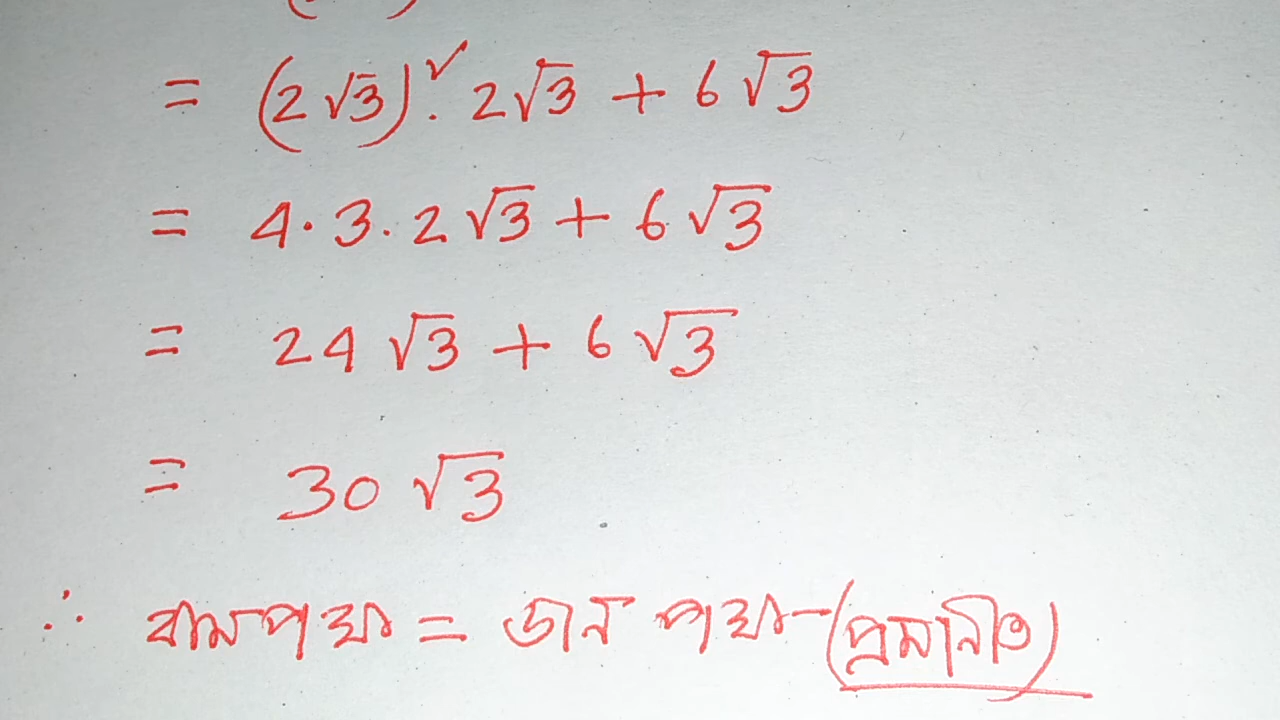 = (2√3)². 2√3 + 6√3
= 4·3·2√3 + 6√3
= 24√3 + 6√3
= 30√3
∴ বামপক্ষ = ডান পক্ষ (প্রমানীত)